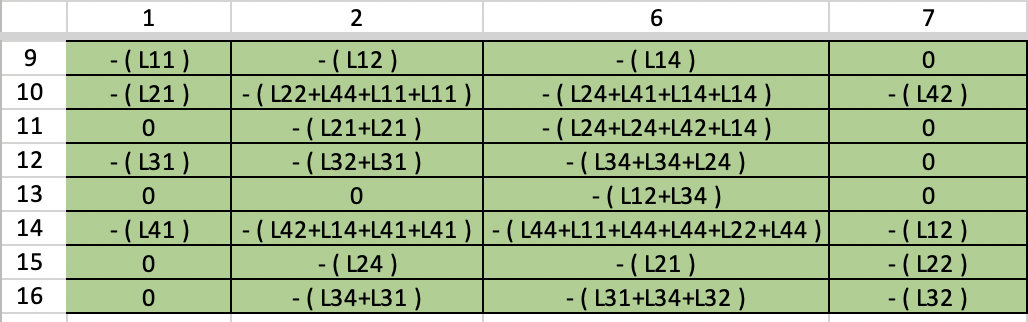 1 2 6 7
9 - ( L11 ) - ( L12 ) - ( L14 ) 0
10 - ( L21 ) - ( L22+L44+L11+L11 ) - ( L24+L41+L14+L14 ) - ( L42 )
11 0 - ( L21+L21 ) - ( L24+L24+L42+L14 ) 0
12 - ( L31 ) - ( L32+L31 ) - ( L34+L34+L24 ) 0
13 0 0 - ( L12+L34 ) 0
14 - ( L41 ) - ( L42+L14+L41+L41 ) - ( L44+L11+L44+L44+L22+L44 ) - ( L12 )
15 0 - ( L24 ) - ( L21 ) - ( L22 )
16 0 - ( L34+L31 ) - ( L31+L34+L32 ) - ( L32 )